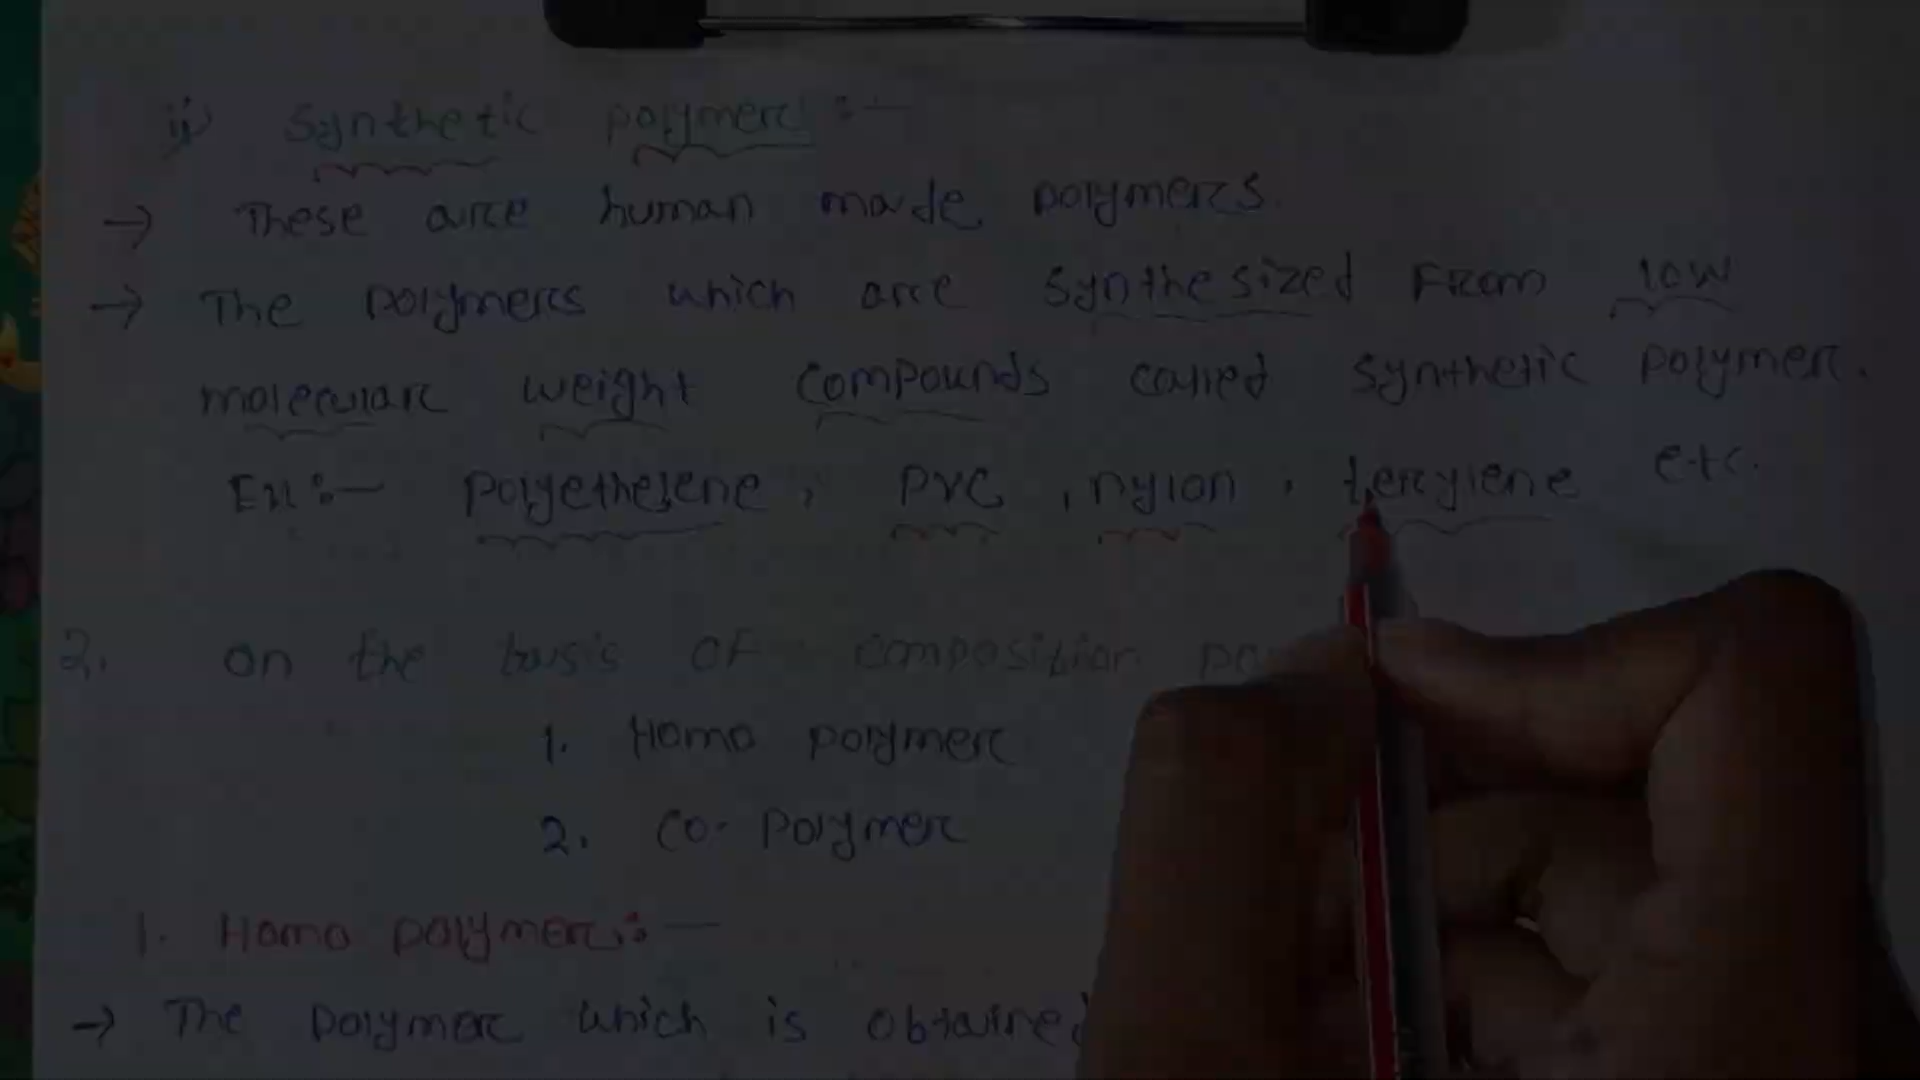 ii) Synthetic polymer :-
→ These are human made polymers.
→ The polymers which are synthesized From low
molecular weight compounds called synthetic polymer.
Ex :- Polyethelene, PVC, nylon, terylene etc.
2. on the basis of composition
1. Homo polymer
2. Co-polymer
1. Homo polymer :-
→ The polymer which is obtained